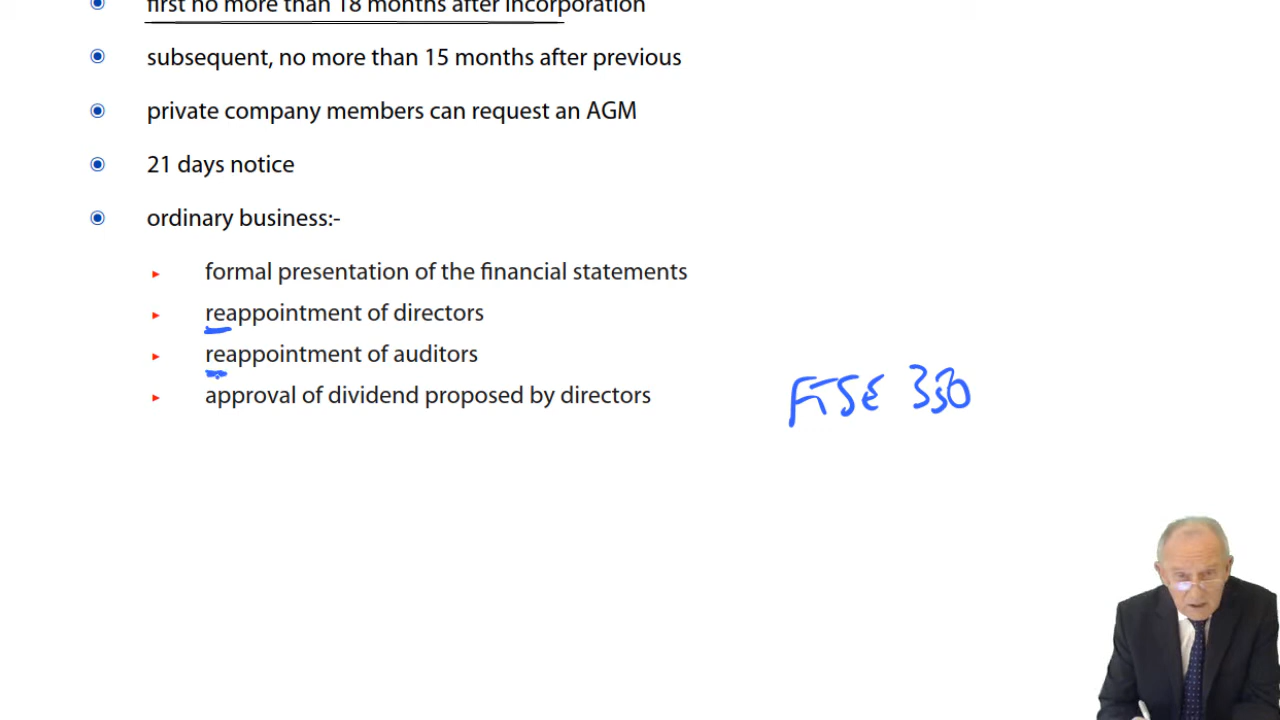 first no more than 18 months after incorporation
subsequent, no more than 15 months after previous
private company members can request an AGM
21 days notice
ordinary business:-
formal presentation of the financial statements
reappointment of directors
reappointment of auditors
approval of dividend proposed by directors
FTSE 350